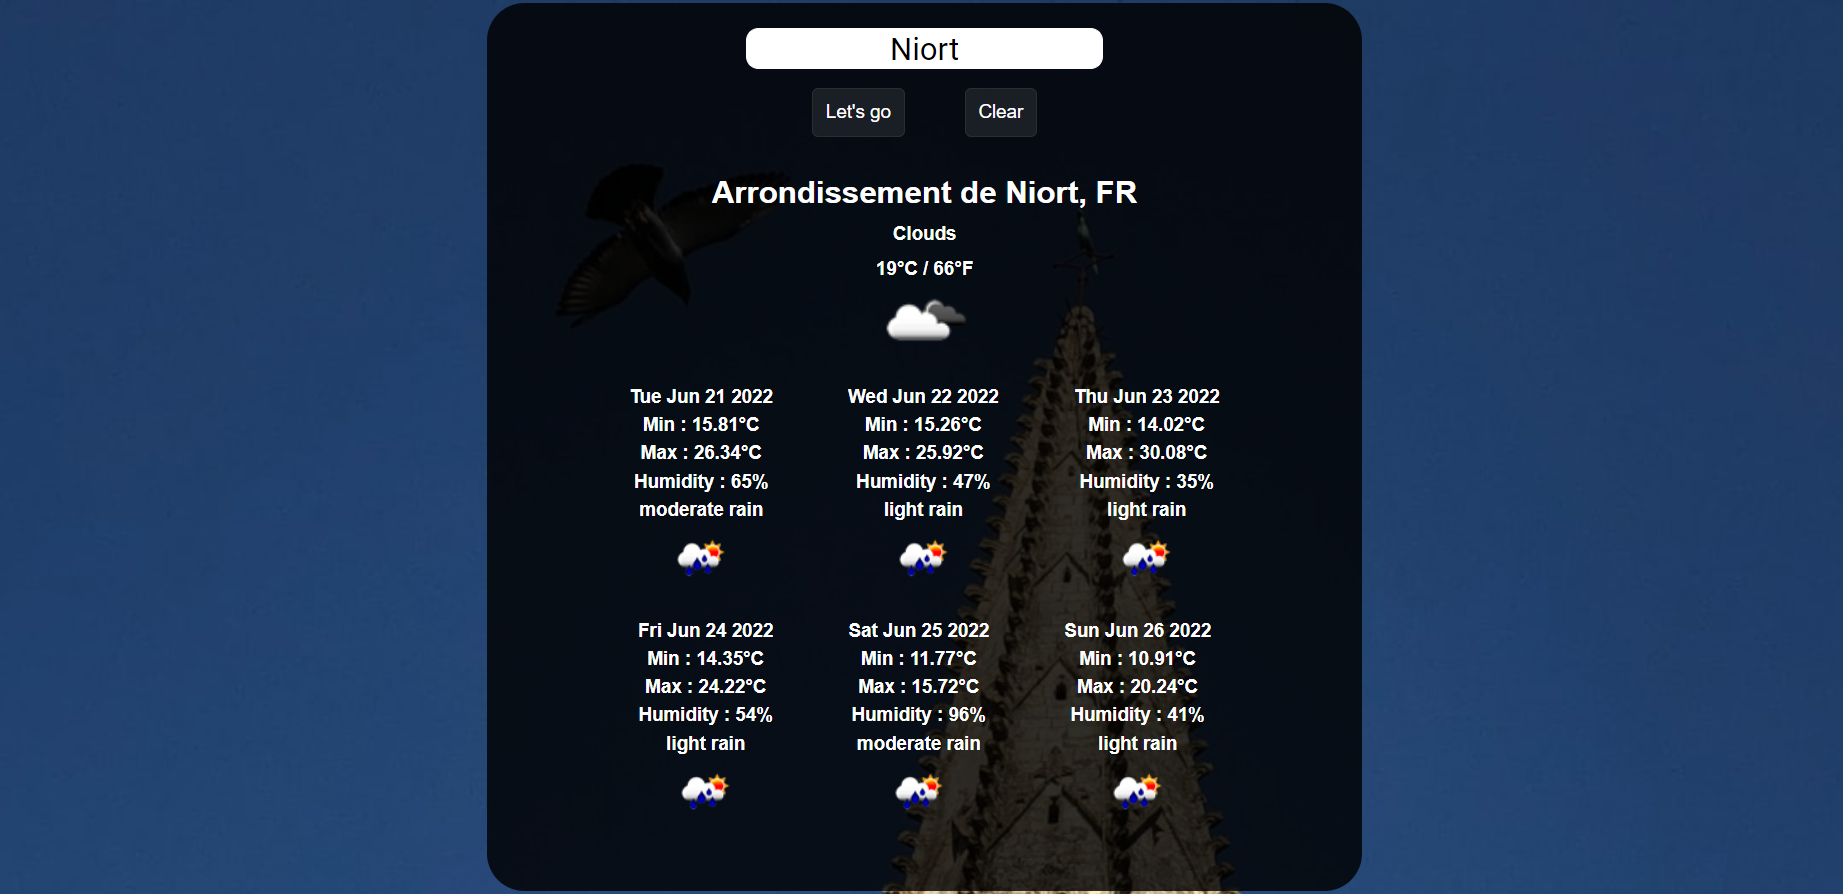 Niort
Let's go
Clear
Arrondissement de Niort, FR
Clouds
19°C / 66°F
Tue Jun 21 2022
Min : 15.81°C
Max : 26.34°C
Humidity : 65%
moderate rain
Wed Jun 22 2022
Min : 15.26°C
Max : 25.92°C
Humidity : 47%
light rain
Thu Jun 23 2022
Min : 14.02°C
Max : 30.08°C
Humidity : 35%
light rain
Fri Jun 24 2022
Min : 14.35°C
Max : 24.22°C
Humidity : 54%
light rain
Sat Jun 25 2022
Min : 11.77°C
Max : 15.72°C
Humidity : 96%
moderate rain
Sun Jun 26 2022
Min : 10.91°C
Max : 20.24°C
Humidity : 41%
light rain